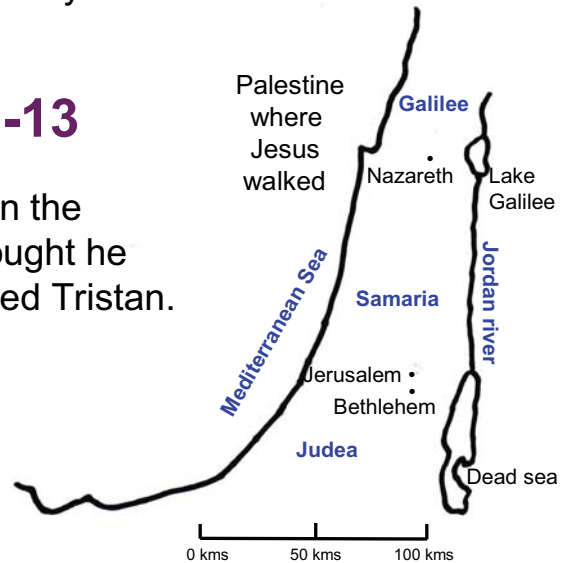 y
-13
n the
ought he
ed Tristan.
Palestine
where
Jesus
walked
Galilee
Nazareth
Lake
Galilee
Mediterranean Sea
Samaria
Jordan river
Jerusalem
Bethlehem
Judea
Dead sea
0 kms 50 kms 100 kms